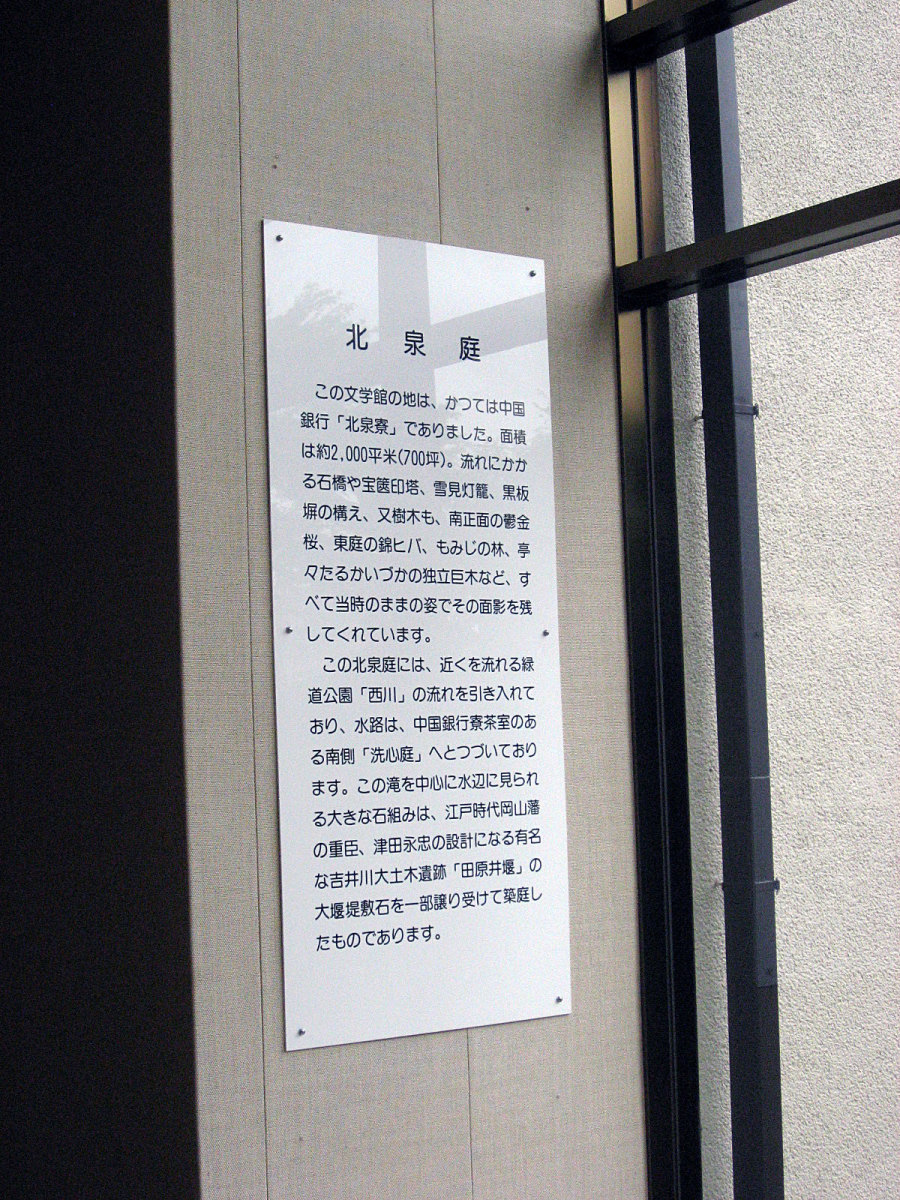 北泉庭
この文学館の地は、かつては中国
銀行「北泉寮」でありました。面積
は約2,000平米(700坪)。流れにかか
る石橋や宝篋印塔、雪見灯籠、黒板
塀の構え、又樹木も、南正面の鬱金
桜、東庭の錦ヒバ、もみじの林、亭
々たるかいづかの独立巨木など、す
べて当時のままの姿でその面影を残
してくれています。
この北泉庭には、近くを流れる緑
道公園「西川」の流れを引き入れて
おり、水路は、中国銀行寮茶室のあ
る南側「洗心庭」へとつづいており
ます。この滝を中心に水辺に見られ
る大きな石組みは、江戸時代岡山藩
の重臣、津田永忠の設計になる有名
な吉井川大土木遺跡「田原井堰」の
大堰堤敷石を一部譲り受けて築庭し
たものであります。